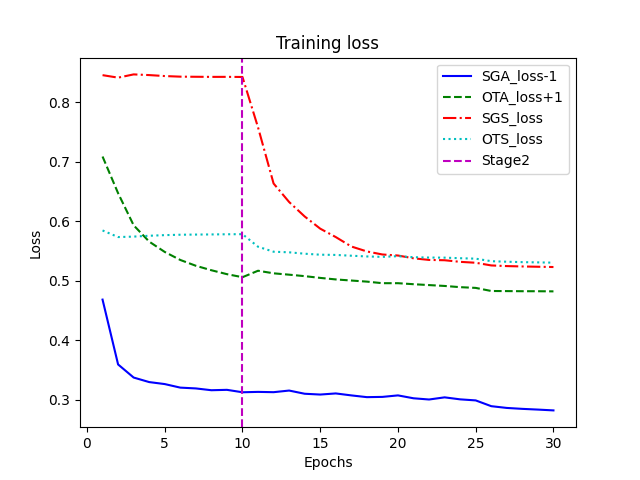 Training loss
SGA_loss-1
OTA_loss+1
SGS_loss
OTS_loss
Stage2
Loss
0.8
0.7
0.6
0.5
0.4
0.3
0 5 10 15 20 25 30
Epochs